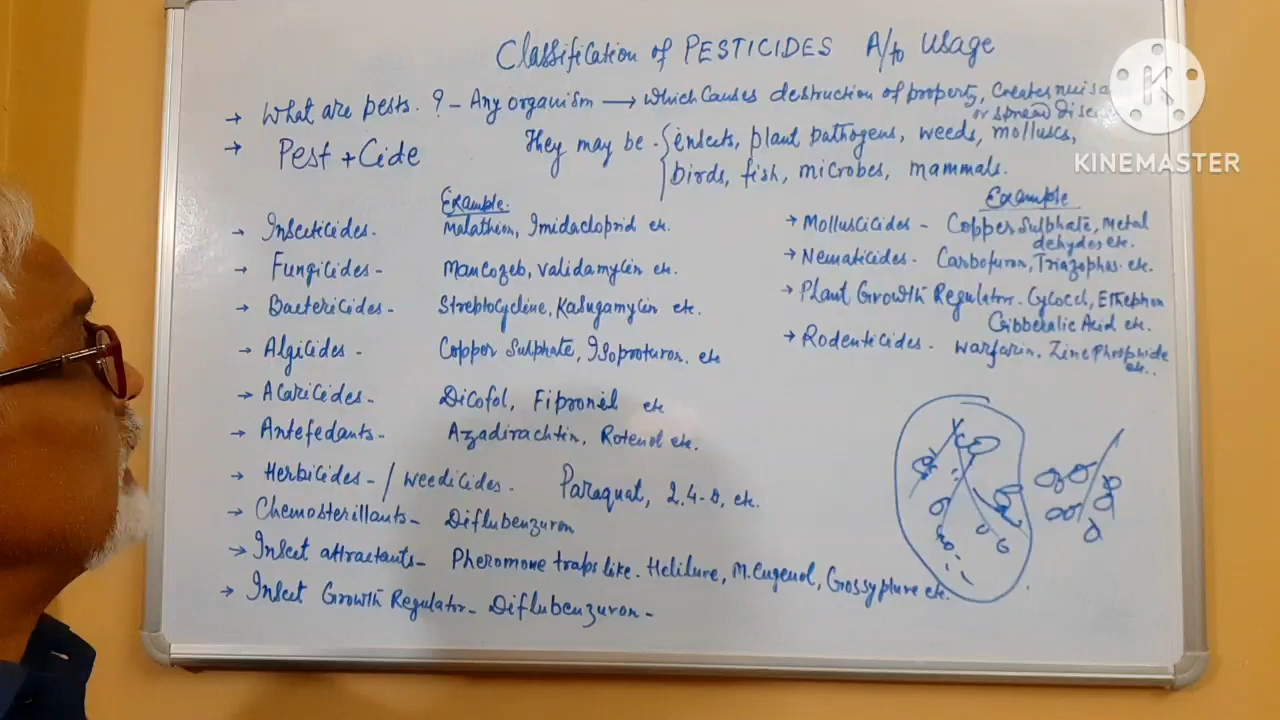 Classification of PESTICIDES A/to Usage
→ What are pests. ? - Any organism → which causes destruction of property, Creates
or spread
→ Pest + Cide
They may be - { insects, plant pathogens, weeds, molluscs,
birds, fish, microbes, mammals.
Example.
→ Insecticides. Malathion, Imidacloprid etc.
→ Fungicides - Mancozeb, Validamycin etc.
→ Bactericides - Streptocycline, Kasugamycin etc.
→ Algicides - Copper Sulphate, Isoproturon. etc
→ Acaricides - Dicofol, Fipronil etc
→ Antefedants - Azadirachtin, Rotenol etc.
→ Herbicides - / weedicides. Paraquat, 2.4-D, etc.
→ Chemosterillants - Diflubenzuron
→ Insect attractants - Pheromone traps like. Helilure, M. Eugenol, Gossyplure etc.
→ Insect Growth Regulator - Diflubenzuron -
Example
→ Molluscicides - Copper Sulphate, Metal
dehydes etc.
→ Nematicides - Carbofuron, Triazophos. etc.
→ Plant Growth Regulator. Cycocel, Ethephon
Gibberalic Acid etc.
→ Rodenticides - Warfarin. Zinc Phosphide
etc..
KINEMASTER